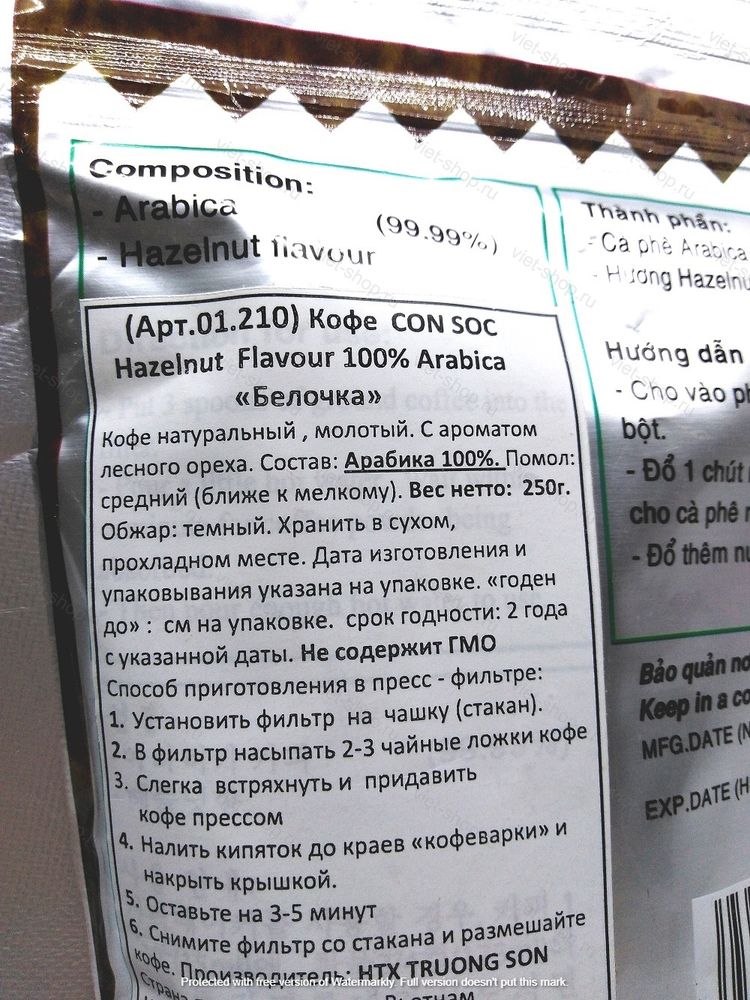 Composition:
- Arabica
(99.99%)
- Hazelnut flavour
Thành phần:
- Cà phê Arabica
- Hương Hazelnu
Hướng dẫn
- Cho vào ph
bột.
- Đổ 1 chút
cho cà phê
- Đổ thêm
Bảo quản
Keep in a
MFG.DATE
EXP.DATE
(Арт.01.210) Кофе CON SOC
Hazelnut Flavour 100% Arabica
«Белочка»
Кофе натуральный , молотый. С ароматом
лесного ореха. Состав: Арабика 100%. Помол:
средний (ближе к мелкому). Вес нетто: 250г.
Обжар: темный. Хранить в сухом,
прохладном месте. Дата изготовления и
упаковывания указана на упаковке. «годен
до» : см на упаковке. срок годности: 2 года
с указанной даты. Не содержит ГМО
Способ приготовления в пресс - фильтре:
1. Установить фильтр на чашку (стакан).
2. В фильтр насыпать 2-3 чайные ложки кофе
3. Слегка встряхнуть и придавить
кофе прессом
4. Налить кипяток до краев «кофеварки» и
накрыть крышкой.
5. Оставьте на 3-5 минут
6. Снимите фильтр со стакана и размешайте
кофе. Производитель: HTX TRUONG SON
Protected with free version of Watermarkly. Full version doesn't put this mark.
viet-shop.ru